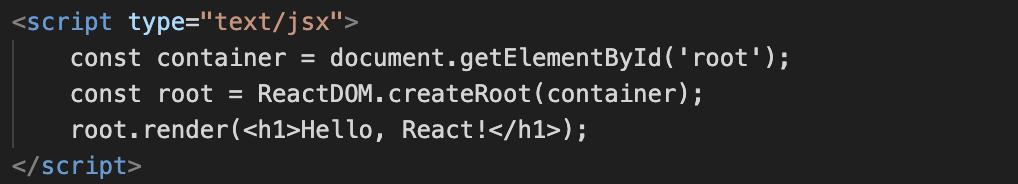 <script type="text/jsx">
    const container = document.getElementById('root');
    const root = ReactDOM.createRoot(container);
    root.render(<h1>Hello, React!</h1>);
</script>